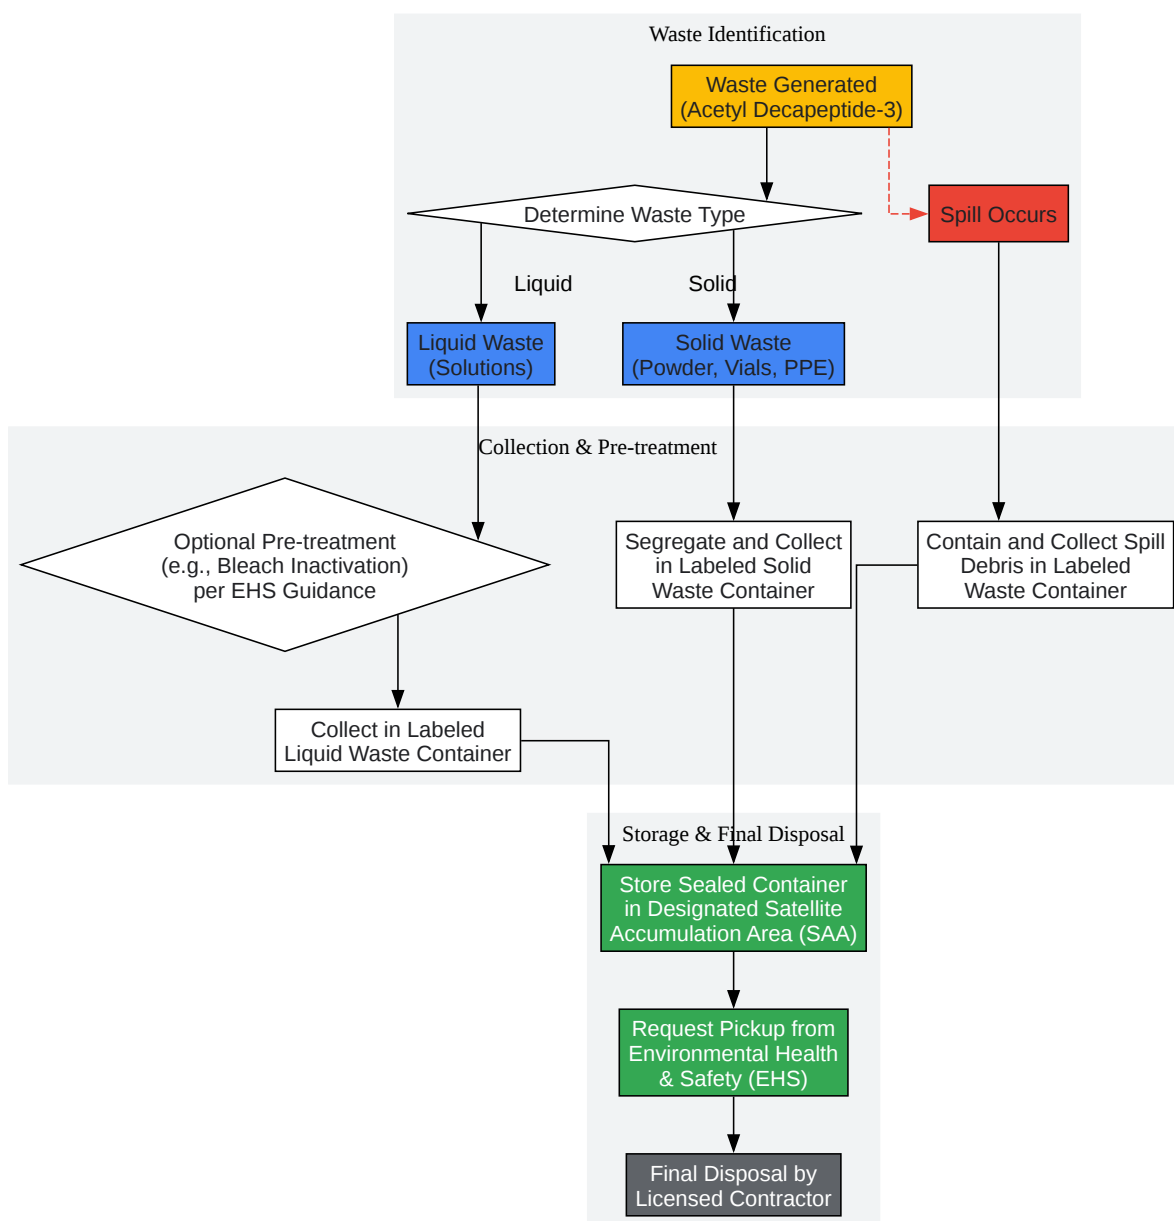 Waste Identification
Waste Generated
(Acetyl Decapeptide-3)
Determine Waste Type
Spill Occurs
Liquid
Solid
Liquid Waste
(Solutions)
Solid Waste
(Powder, Vials, PPE)
Collection & Pre-treatment
Optional Pre-treatment
(e.g., Bleach Inactivation)
per EHS Guidance
Segregate and Collect
in Labeled Solid
Waste Container
Contain and Collect Spill
Debris in Labeled
Waste Container
Collect in Labeled
Liquid Waste Container
Storage & Final Disposal
Store Sealed Container
in Designated Satellite
Accumulation Area (SAA)
Request Pickup from
Environmental Health
& Safety (EHS)
Final Disposal by
Licensed Contractor